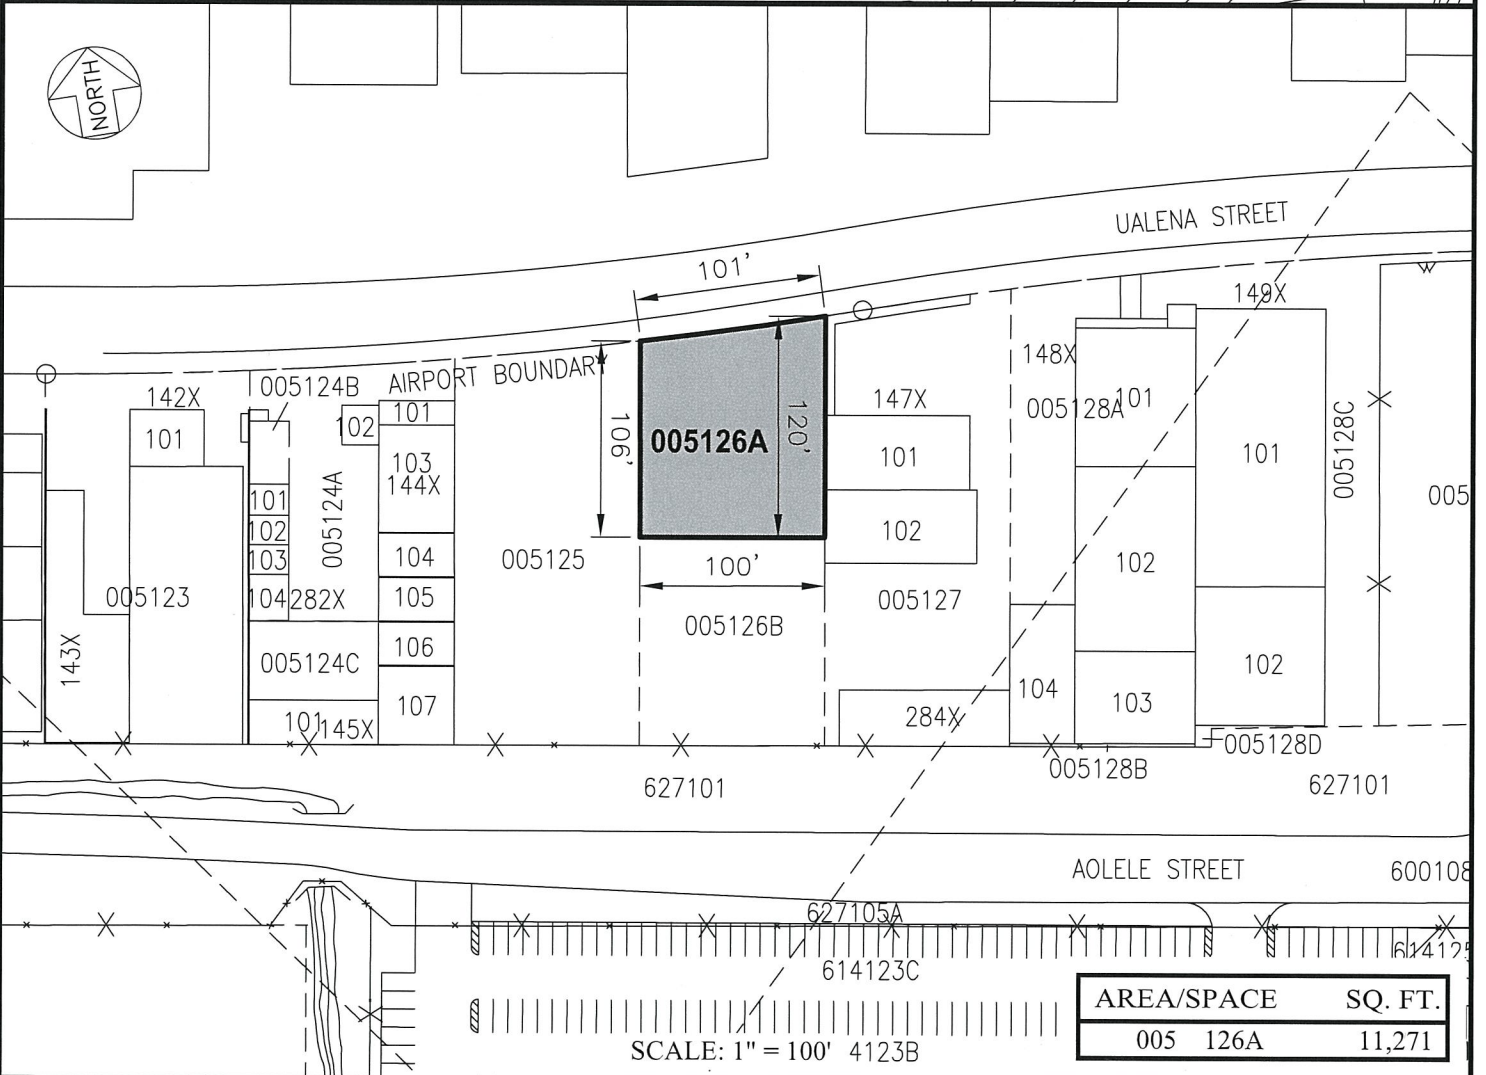 NORTH
UALENA STREET
101'
149X
AIRPORT BOUNDARY
005124B
142X
101
102
101
103
144X
106'
005126A
120'
147X
101
148X
005128A
101
101
005128C
005
005124A
101
102
103
104
282X
104
105
106
107
005125
100'
005126B
102
005127
102
005123
143X
005124C
101
145X
284X
104
103
102
005128D
005128B
627101
627101
AOLELE STREET
600108
627105A
614123C
614125
AREA/SPACE SQ. FT.
005 126A 11,271
SCALE: 1" = 100'
4123B